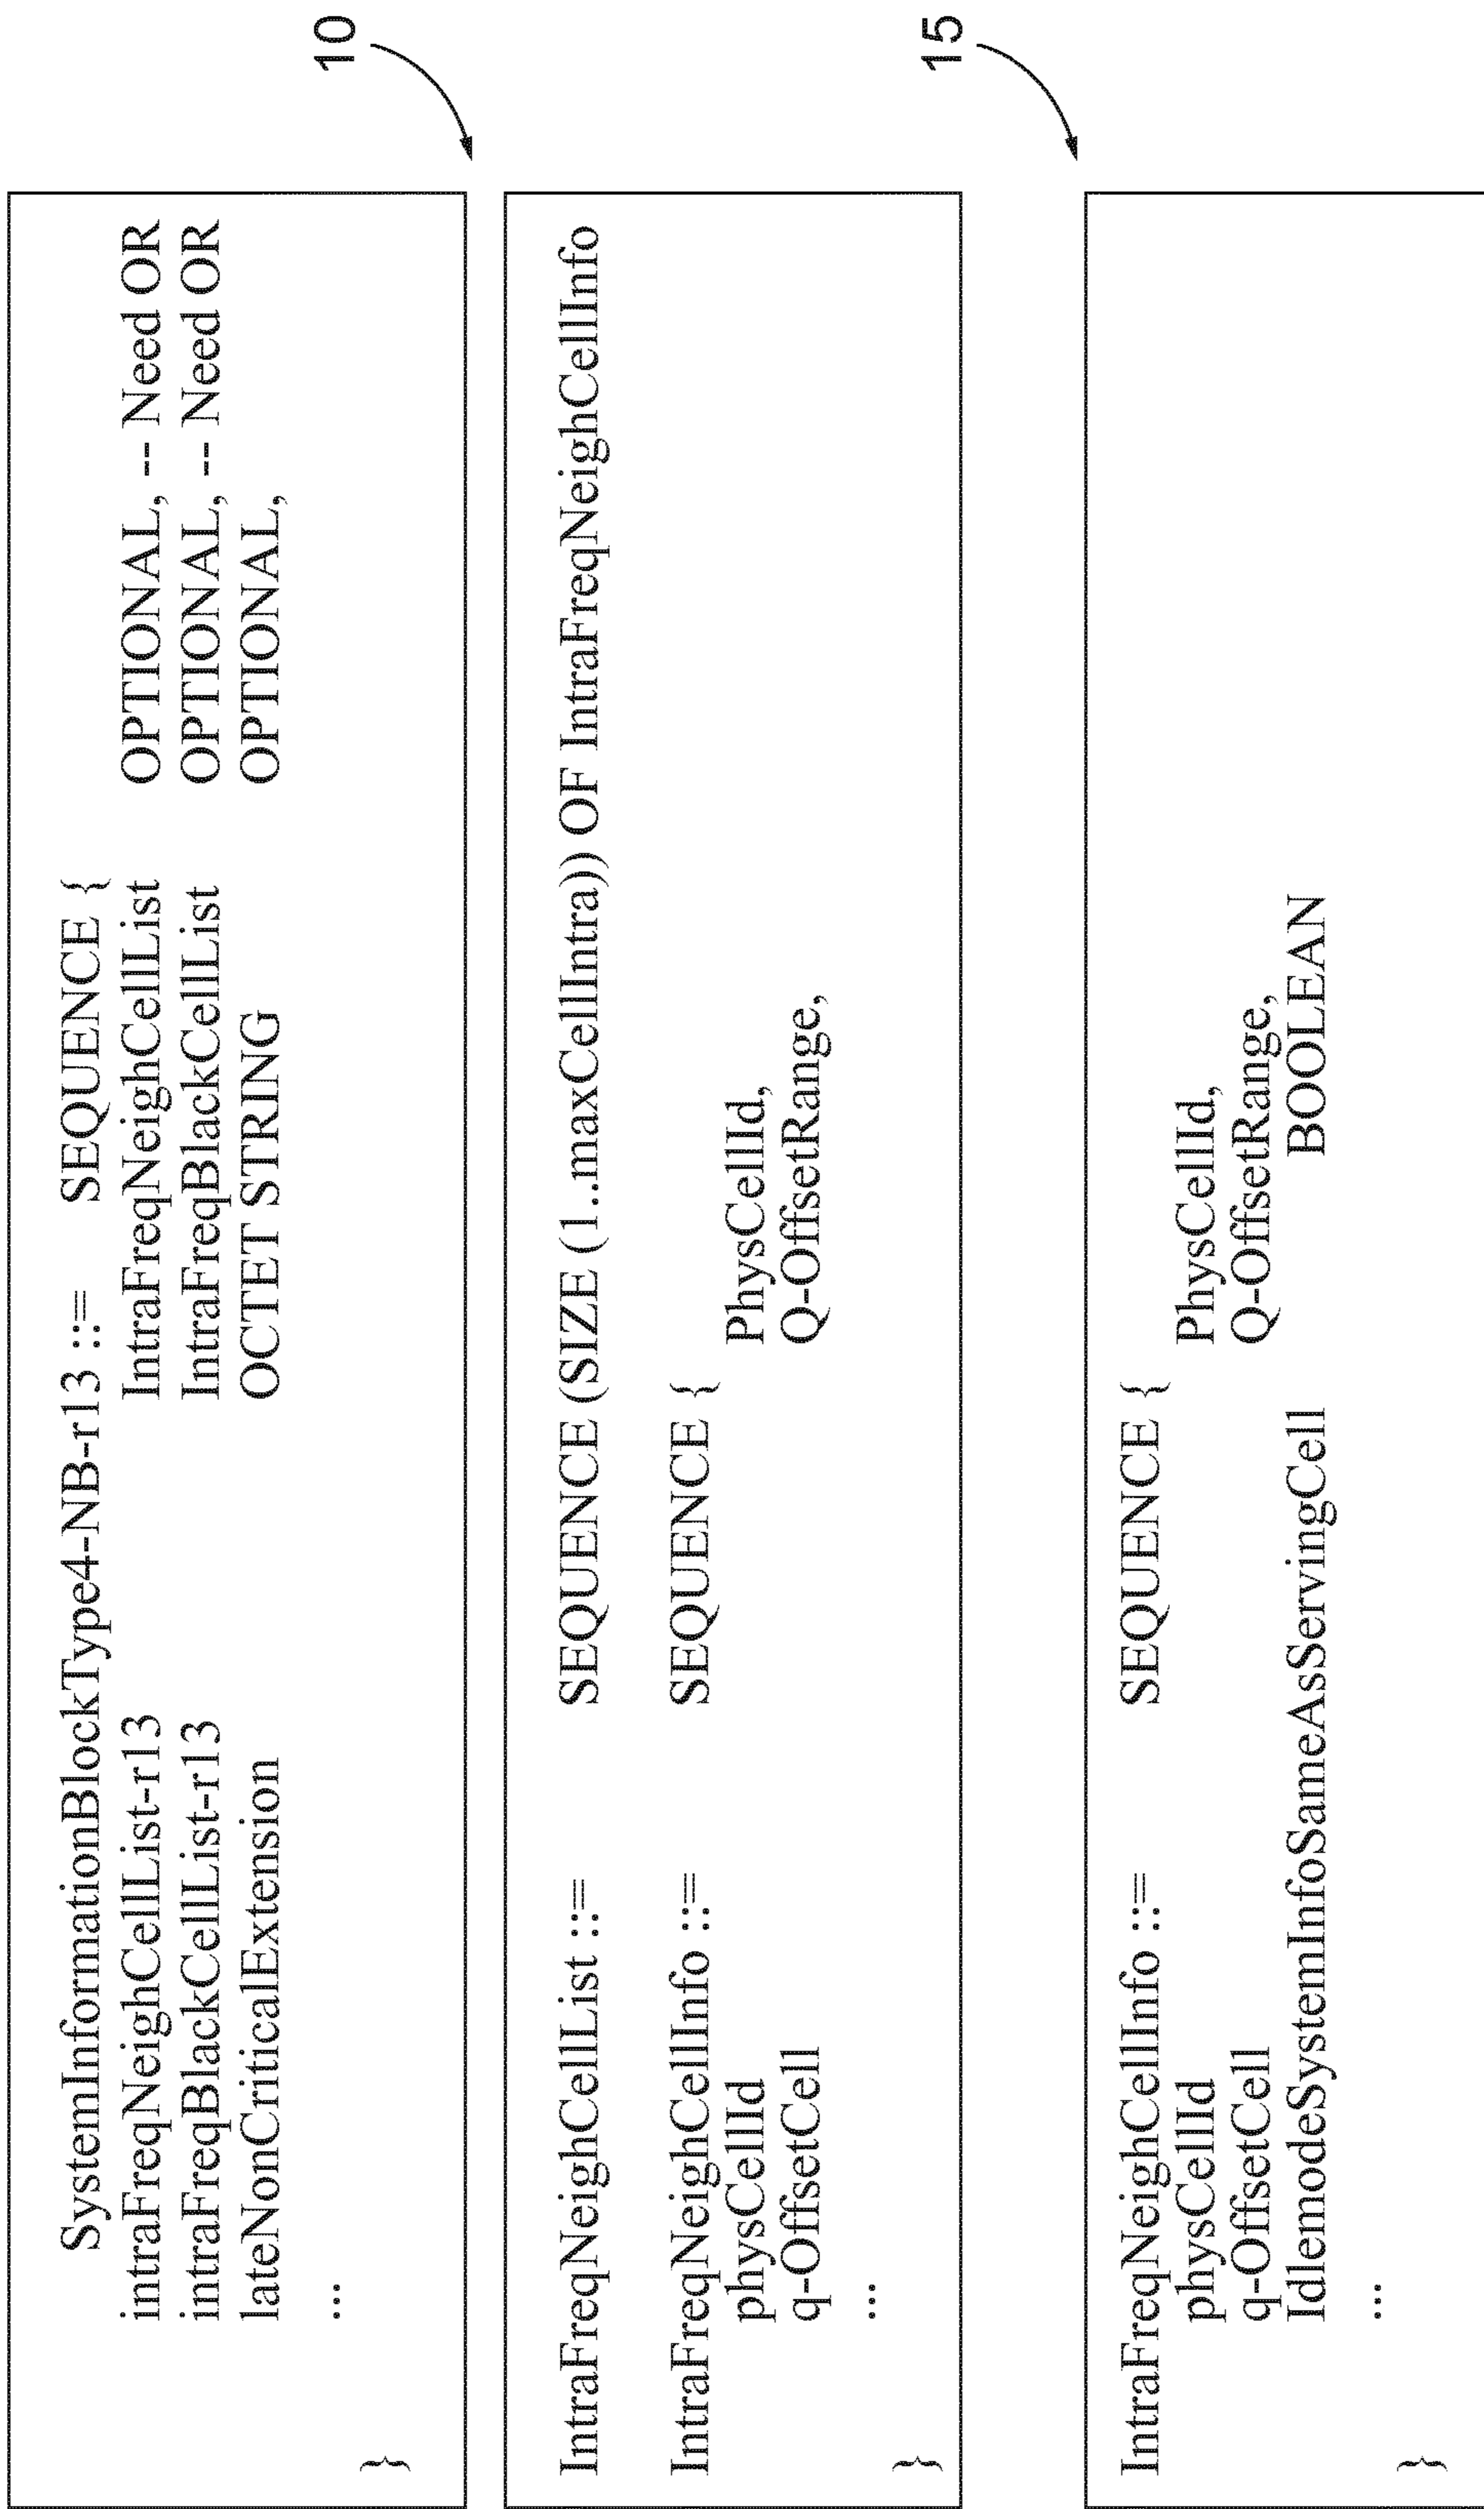 SystemInformationBlockType4-NB-r13 ::= SEQUENCE {
intraFreqNeighCellList-r13 IntraFreqNeighCellList OPTIONAL, -- Need OR
intraFreqBlackCellList-r13 IntraFreqBlackCellList OPTIONAL, -- Need OR
lateNonCriticalExtension OCTET STRING OPTIONAL,
...
}
10
IntraFreqNeighCellList ::= SEQUENCE (SIZE (1..maxCellIntra)) OF IntraFreqNeighCellInfo
IntraFreqNeighCellInfo ::= SEQUENCE {
physCellId PhysCellId,
q-OffsetCell Q-OffsetRange,
...
}
15
IntraFreqNeighCellInfo ::= SEQUENCE {
physCellId PhysCellId,
q-OffsetCell Q-OffsetRange,
IdlemodeSystemInfoSameAsServingCell BOOLEAN
...
}